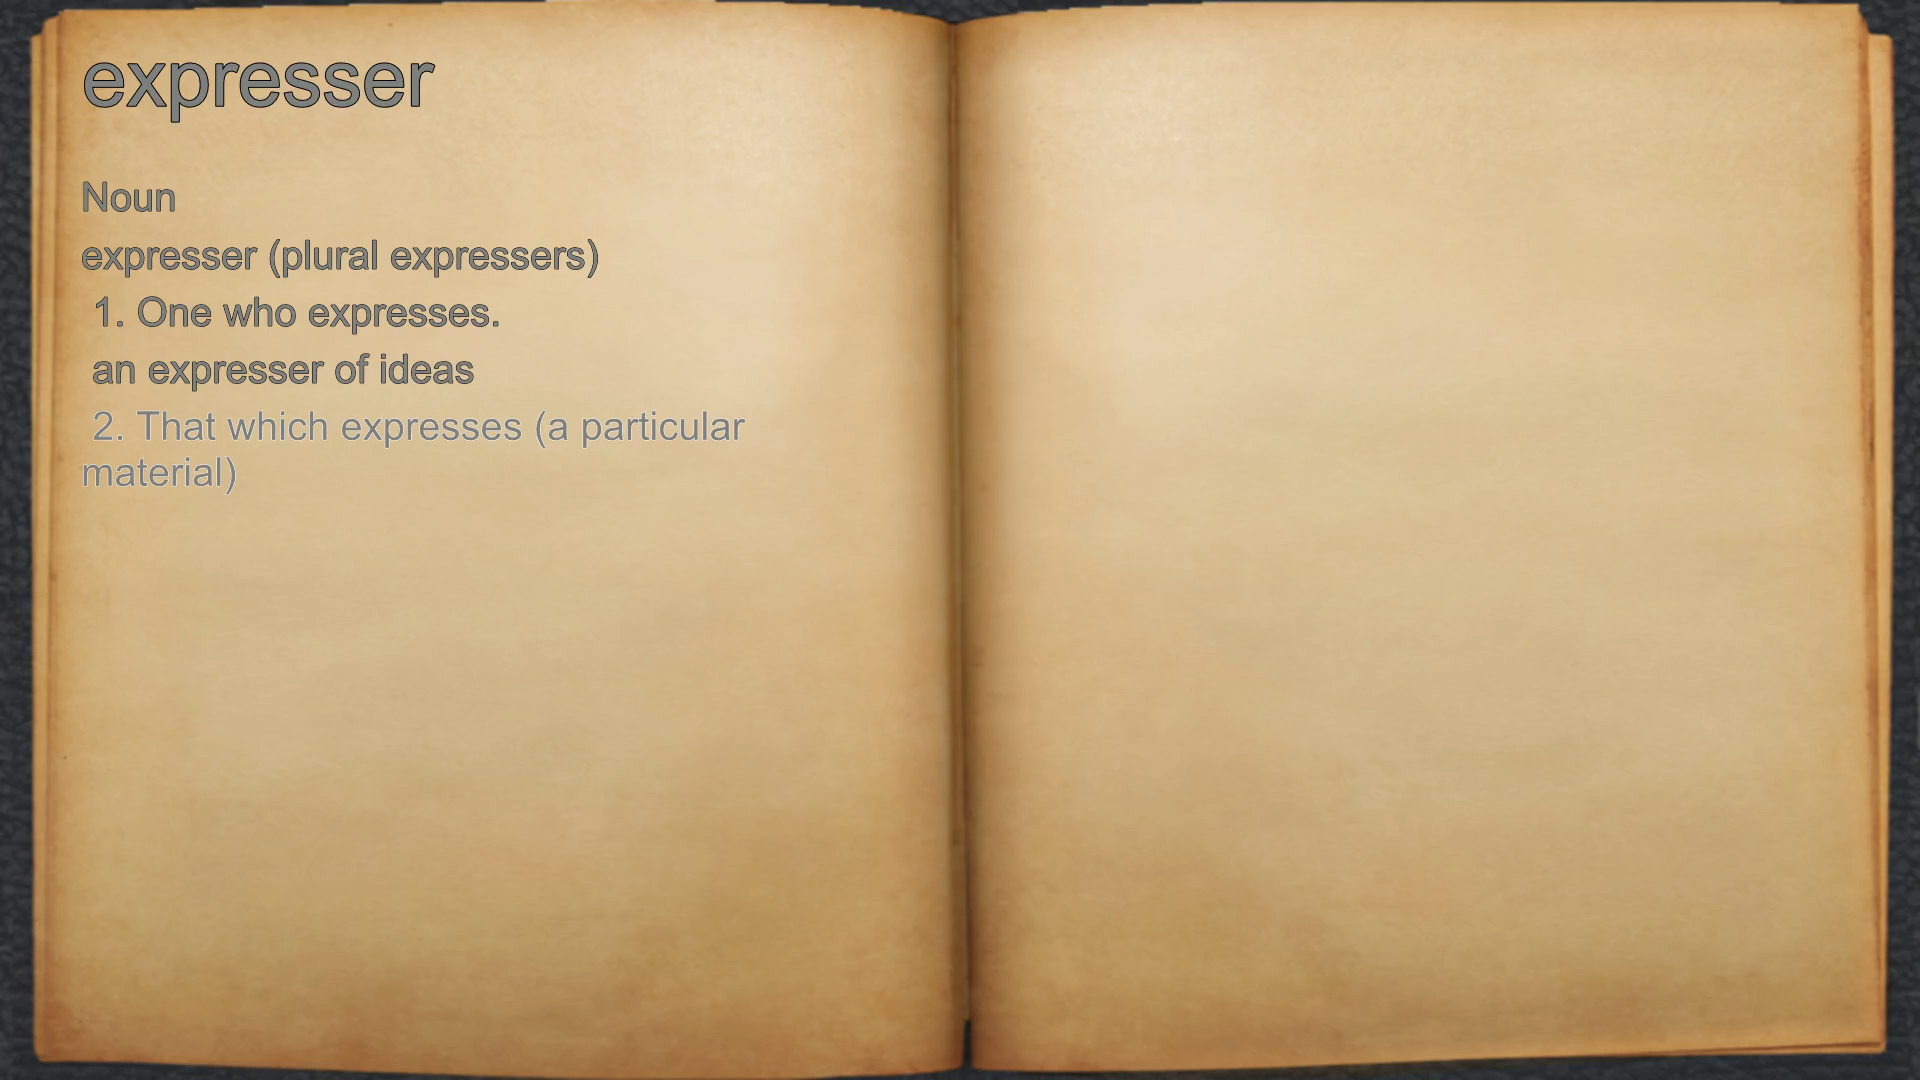 expresser
Noun
expresser (plural expressers)
1. One who expresses.
an expresser of ideas
2. That which expresses (a particular
material)